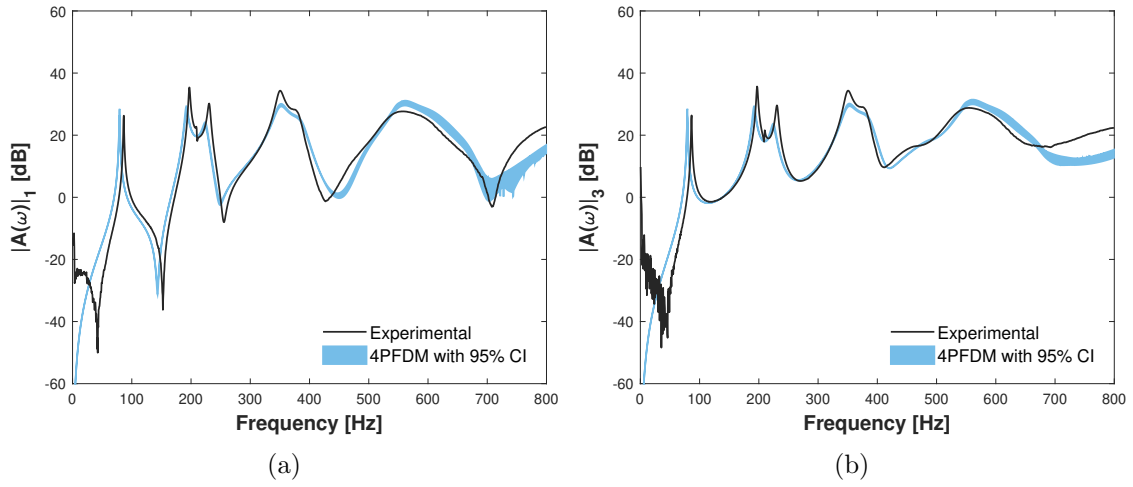 60
40
20
0
-20
-40
-60
|A(ω)|₁ [dB]
0 100 200 300 400 500 600 700 800
Frequency [Hz]
Experimental
4PFDM with 95% CI
(a)
60
40
20
0
-20
-40
-60
|A(ω)|₃ [dB]
0 100 200 300 400 500 600 700 800
Frequency [Hz]
Experimental
4PFDM with 95% CI
(b)